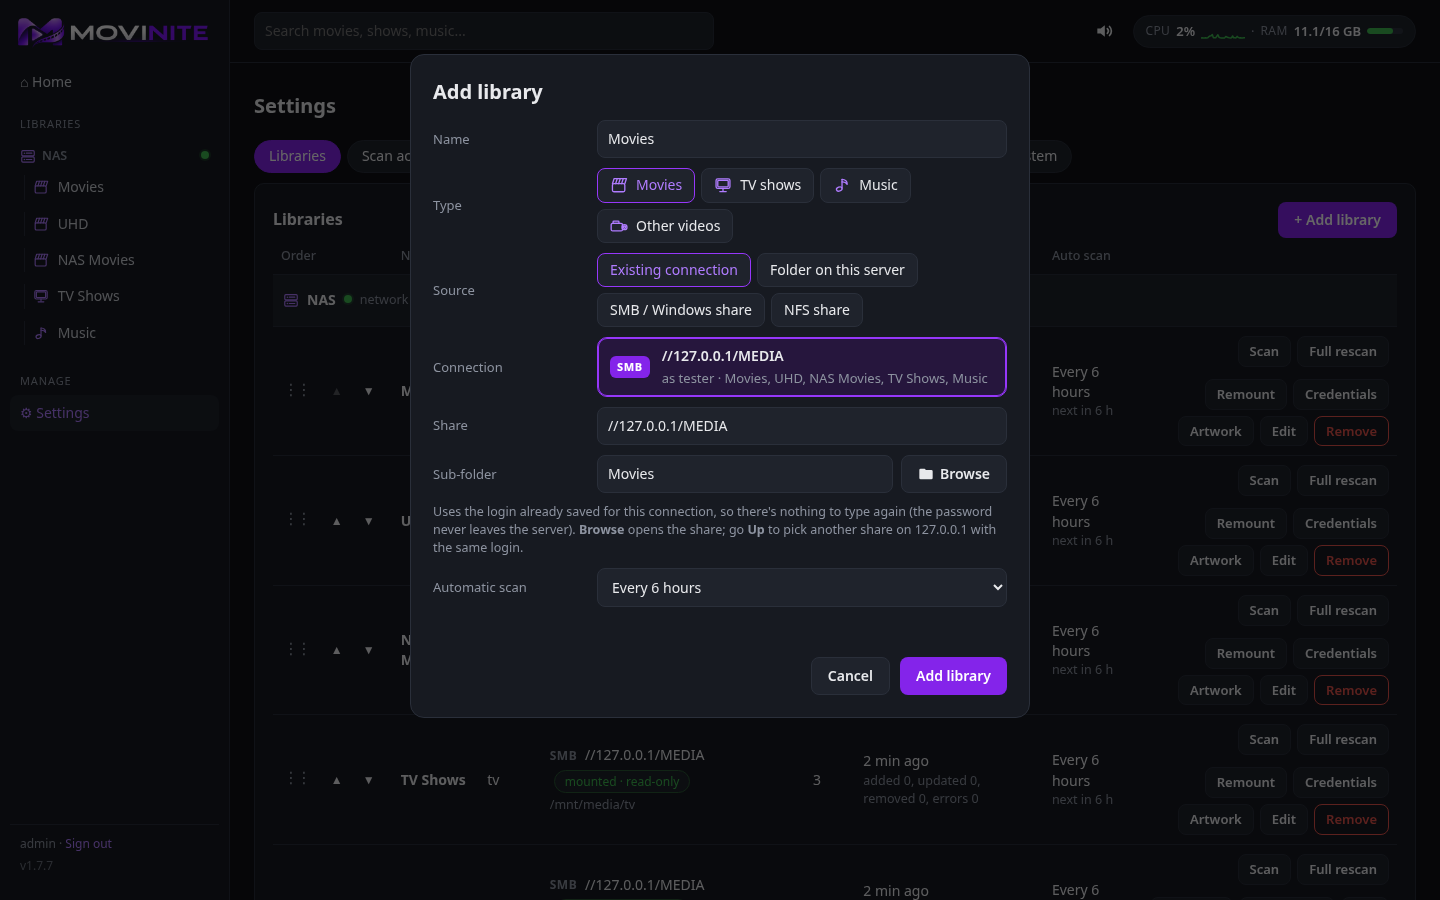 MOVINITE
Search movies, shows, music...
CPU 2% · RAM 11.1/16 GB
Home
LIBRARIES
NAS
Movies
UHD
NAS Movies
TV Shows
Music
MANAGE
Settings
admin · Sign out
v1.7.7
Settings
Libraries
Scan ac
tem
Libraries
+ Add library
Order
N
Auto scan
NAS network
M
Every 6
hours
next in 6 h
Scan
Full rescan
Remount
Credentials
Artwork
Edit
Remove
U
Every 6
hours
next in 6 h
Scan
Full rescan
Remount
Credentials
Artwork
Edit
Remove
N
M
Every 6
hours
next in 6 h
Scan
Full rescan
Remount
Credentials
Artwork
Edit
Remove
TV Shows
tv
SMB //127.0.0.1/MEDIA
mounted · read-only
/mnt/media/tv
3
2 min ago
added 0, updated 0,
removed 0, errors 0
Every 6
hours
next in 6 h
Scan
Full rescan
Remount
Credentials
Artwork
Edit
Remove
SMB //127.0.0.1/MEDIA
2 min ago
Every 6
Scan
Full rescan
Add library
Name
Movies
Type
Movies
TV shows
Music
Other videos
Source
Existing connection
Folder on this server
SMB / Windows share
NFS share
Connection
SMB
//127.0.0.1/MEDIA
as tester · Movies, UHD, NAS Movies, TV Shows, Music
Share
//127.0.0.1/MEDIA
Sub-folder
Movies
Browse
Uses the login already saved for this connection, so there's nothing to type again (the password
never leaves the server). Browse opens the share; go Up to pick another share on 127.0.0.1 with
the same login.
Automatic scan
Every 6 hours
Cancel
Add library